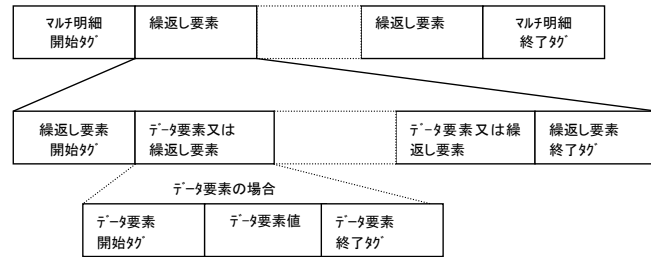 ﾏﾙﾁ明細
開始ﾀｸﾞ
繰返し要素
繰返し要素
ﾏﾙﾁ明細
終了ﾀｸﾞ
繰返し要素
開始ﾀｸﾞ
ﾃﾞｰﾀ要素又は
繰返し要素
ﾃﾞｰﾀ要素又は繰
返し要素
繰返し要素
終了ﾀｸﾞ
ﾃﾞｰﾀ要素の場合
ﾃﾞｰﾀ要素
開始ﾀｸﾞ
ﾃﾞｰﾀ要素値
ﾃﾞｰﾀ要素
終了ﾀｸﾞ